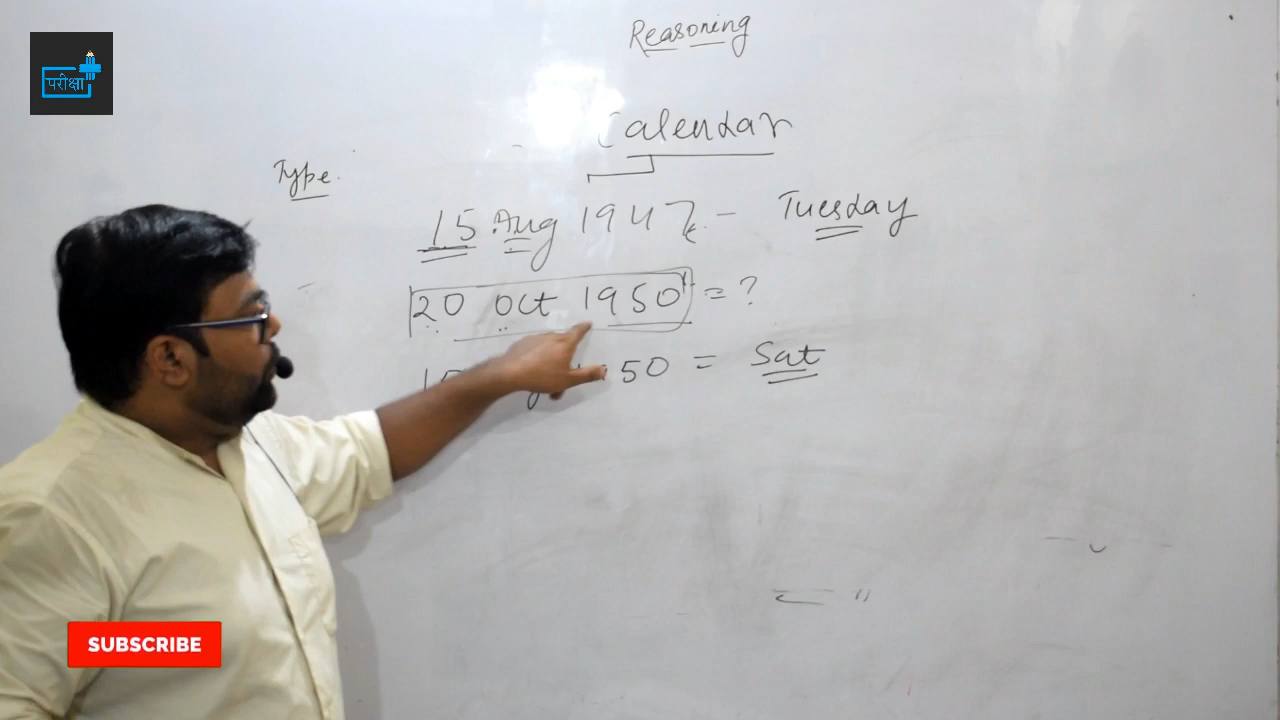 परीक्षा
Reasoning
Calendar
Type.
15 Aug 1947 - Tuesday
20 Oct 1950 = ?
50 = Sat
SUBSCRIBE